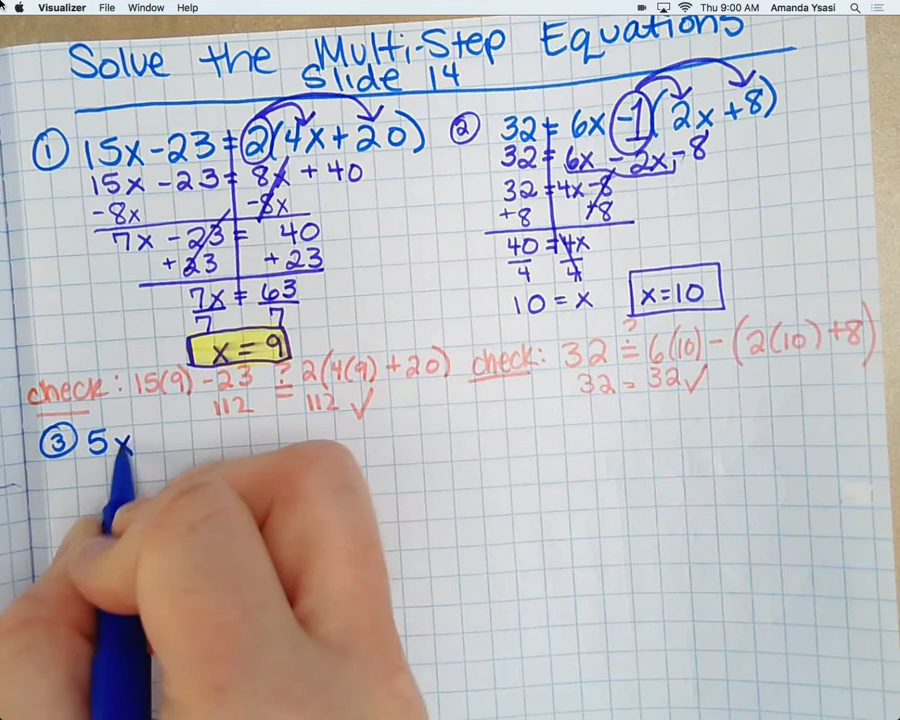 Visualizer File Window Help Thu 9:00 AM Amanda Ysasi
Solve the Multi-Step Equations
Slide 14
① 15x-23 = 2(4x+20)
15x -23 = 8x + 40
-8x -8x
7x - 23 = 40
+23 +23
7x = 63
7 7
x = 9
check: 15(9) -23 ≟ 2(4(9) +20)
112 = 112 ✓
② 32 = 6x -1(2x +8)
32 = 6x - 2x -8
32 = 4x -8
+8 +8
40 = 4x
4 4
10 = x x=10
check: 32 ≟ 6(10) - (2(10) +8)
32 = 32 ✓
③ 5x